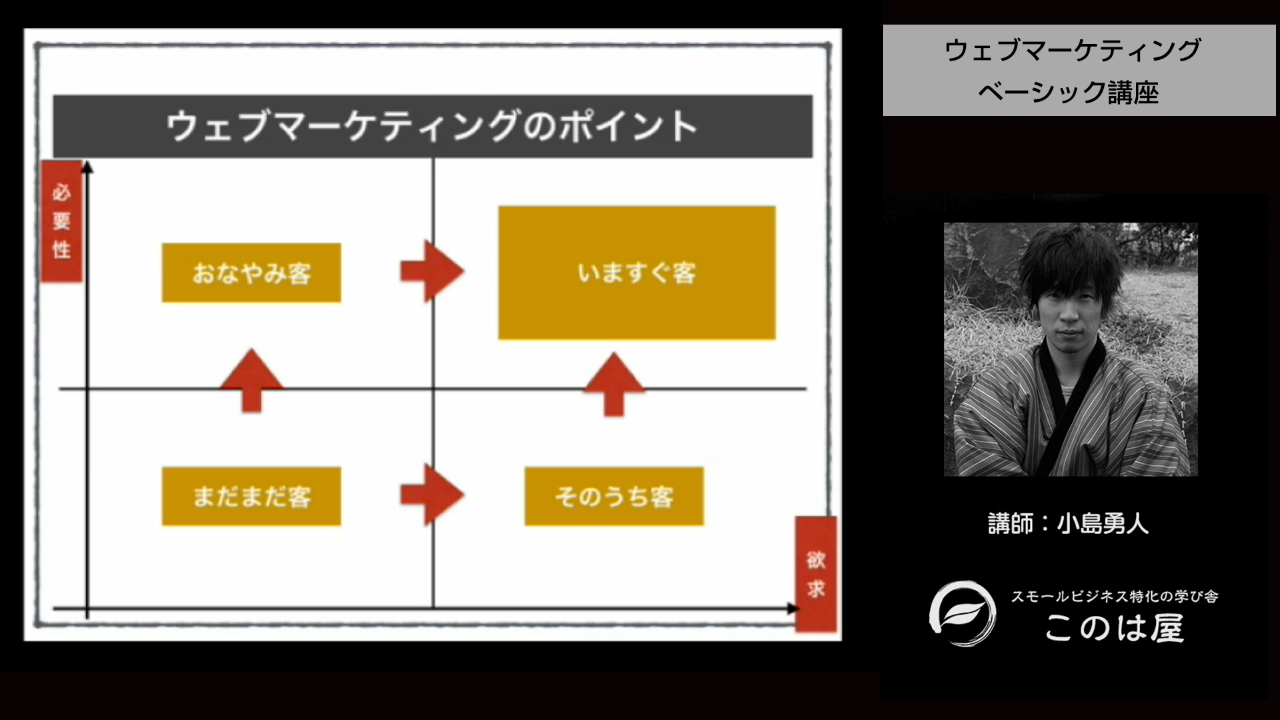 ウェブマーケティングのポイント
必要性
おなやみ客
いますぐ客
まだまだ客
そのうち客
欲求
ウェブマーケティング
ベーシック講座
講師：小島勇人
スモールビジネス特化の学び舎
このは屋